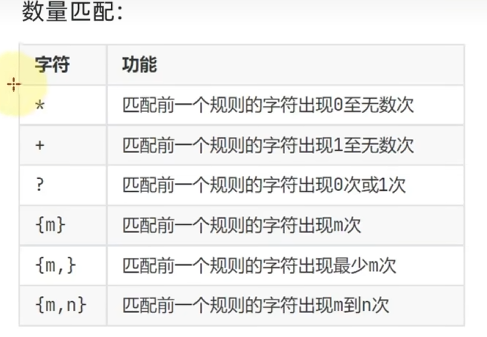 数量匹配：
字符 功能
* 匹配前一个规则的字符出现0至无数次
+ 匹配前一个规则的字符出现1至无数次
? 匹配前一个规则的字符出现0次或1次
{m} 匹配前一个规则的字符出现m次
{m,} 匹配前一个规则的字符出现最少m次
{m,n} 匹配前一个规则的字符出现m到n次